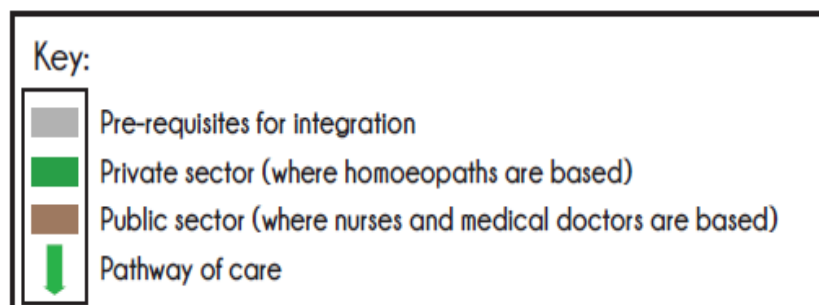 Key:
Pre-requisites for integration
Private sector (where homoeopaths are based)
Public sector (where nurses and medical doctors are based)
Pathway of care